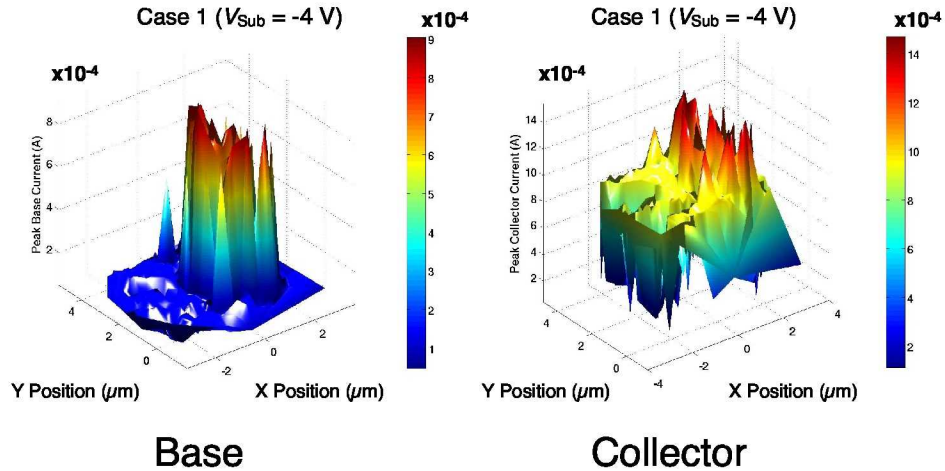 Case 1 (V_Sub = -4 V)
x10-4
x10-4
Peak Base Current (A)
8
6
4
2
4
2
0
-2
0
2
Y Position (µm)
X Position (µm)
9
8
7
6
5
4
3
2
1
Base
Case 1 (V_Sub = -4 V)
x10-4
x10-4
Peak Collector Current (A)
14
12
10
8
6
4
2
4
2
0
-4
-2
0
2
4
Y Position (µm)
X Position (µm)
14
12
10
8
6
4
2
Collector